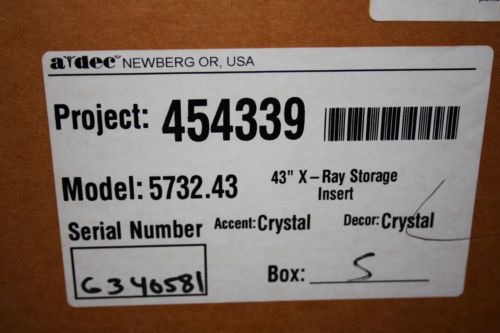 a-dec NEWBERG OR, USA
Project: 454339
Model: 5732.43 43" X-Ray Storage
Insert
Serial Number Accent: Crystal Decor: Crystal
G340581 Box: 5